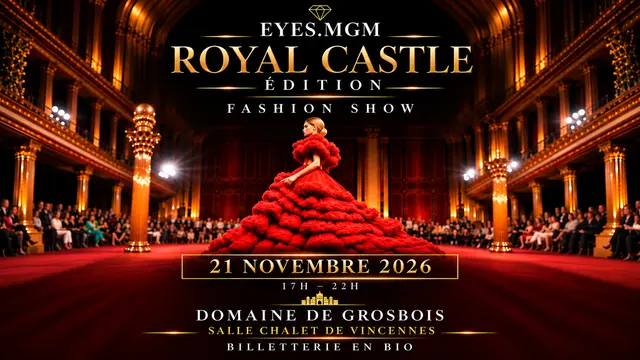 EYES.MGM
ROYAL CASTLE
ÉDITION
FASHION SHOW
21 NOVEMBRE 2026
17H – 22H
DOMAINE DE GROSBOIS
SALLE CHALET DE VINCENNES
BILLETTERIE EN BIO